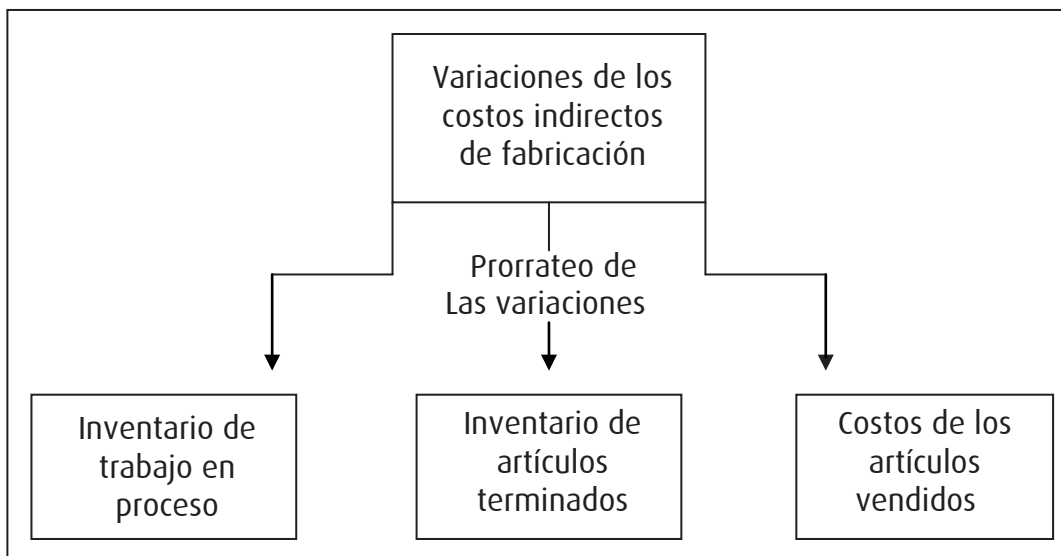 Variaciones de los
costos indirectos
de fabricación
Prorrateo de
Las variaciones
Inventario de
trabajo en
proceso
Inventario de
artículos
terminados
Costos de los
artículos
vendidos